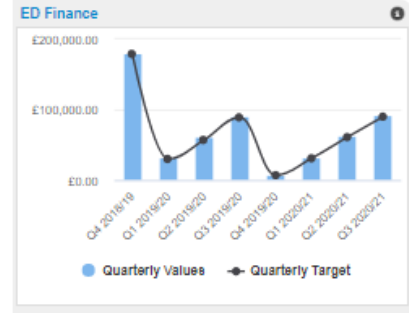 ED Finance
£200,000.00
£100,000.00
£0.00
Q4 2018/19
Q1 2019/20
Q2 2019/20
Q3 2019/20
Q4 2019/20
Q1 2020/21
Q2 2020/21
Q3 2020/21
Quarterly Values
Quarterly Target